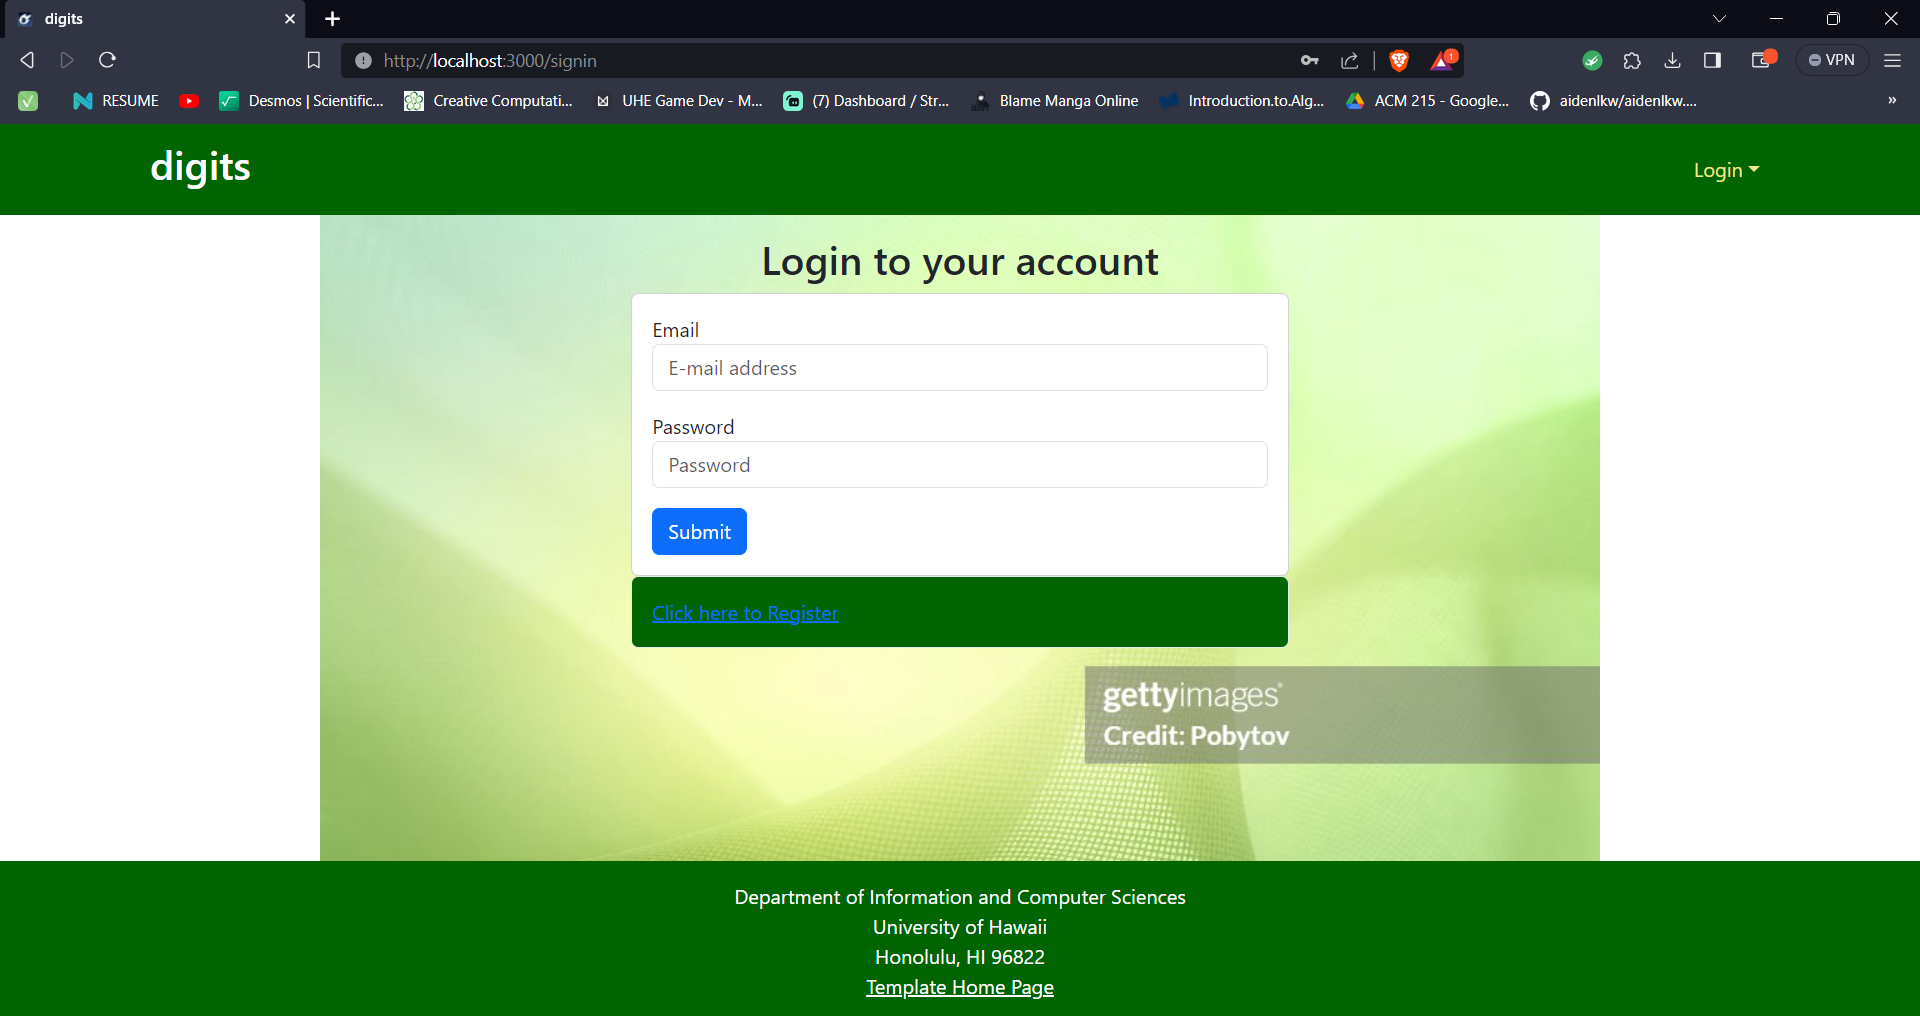 digits
http://localhost:3000/signin
1
VPN
RESUME
Desmos | Scientific...
Creative Computati...
UHE Game Dev - M...
(7) Dashboard / Str...
Blame Manga Online
Introduction.to.Alg...
ACM 215 - Google...
aidenlkw/aidenlkw....
»
digits
Login
Login to your account
Email
E-mail address
Password
Password
Submit
Click here to Register
gettyimages®
Credit: Pobytov
Department of Information and Computer Sciences
University of Hawaii
Honolulu, HI 96822
Template Home Page